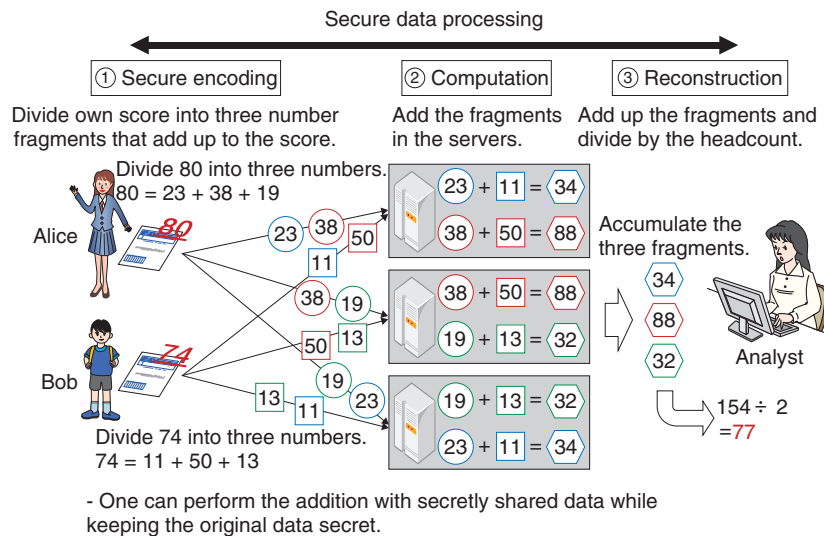 Secure data processing
① Secure encoding
② Computation
③ Reconstruction
Divide own score into three number
fragments that add up to the score.
Add the fragments
in the servers.
Add up the fragments and
divide by the headcount.
Divide 80 into three numbers.
80 = 23 + 38 + 19
Alice
80
23 38
11 50
23 + 11 = 34
38 + 50 = 88
Accumulate the
three fragments.
34
88
32
Analyst
38 19
50 13
38 + 50 = 88
19 + 13 = 32
Bob
74
19 23
13 11
19 + 13 = 32
23 + 11 = 34
154 ÷ 2
=77
Divide 74 into three numbers.
74 = 11 + 50 + 13
- One can perform the addition with secretly shared data while
keeping the original data secret.